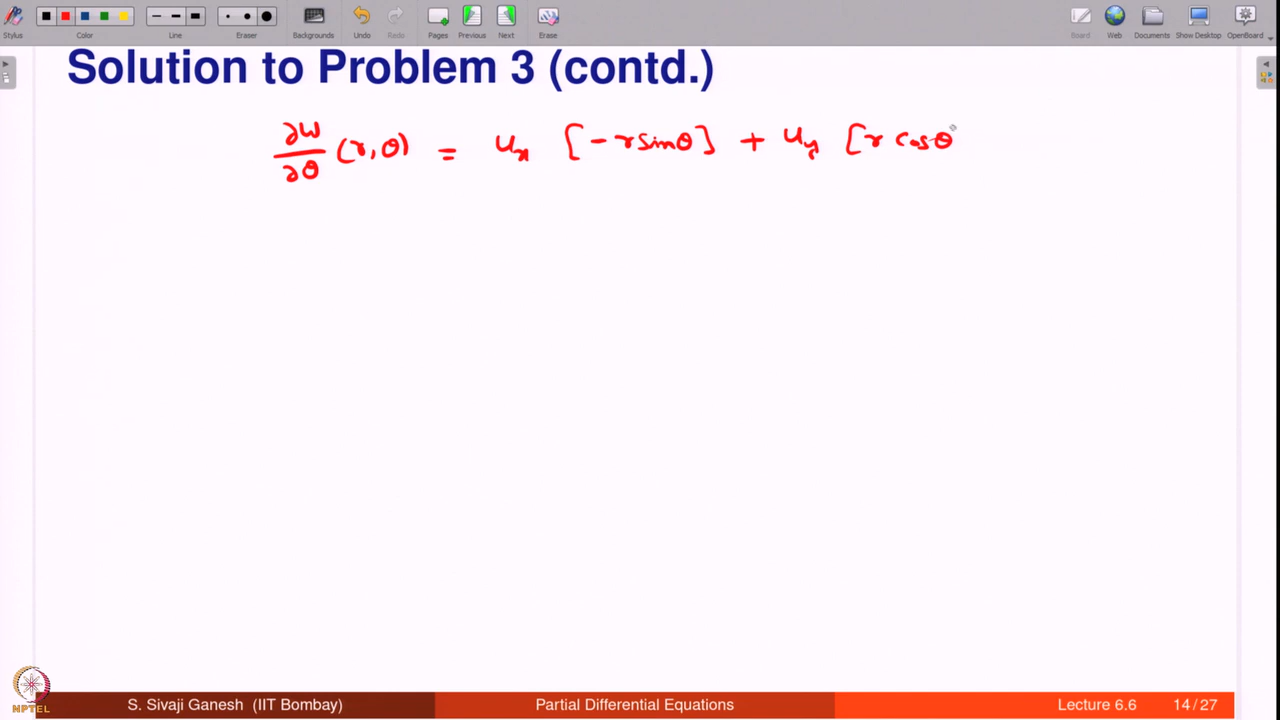 Stylus
Color
Line
Eraser
Backgrounds
Undo
Redo
Pages
Previous
Next
Erase
Board
Web
Documents
Show Desktop
OpenBoard
Solution to Problem 3 (contd.)
∂w/∂θ (r, θ) = u_x [-r sinθ] + u_y [r cosθ
NPTEL
S. Sivaji Ganesh (IIT Bombay)
Partial Differential Equations
Lecture 6.6
14 / 27